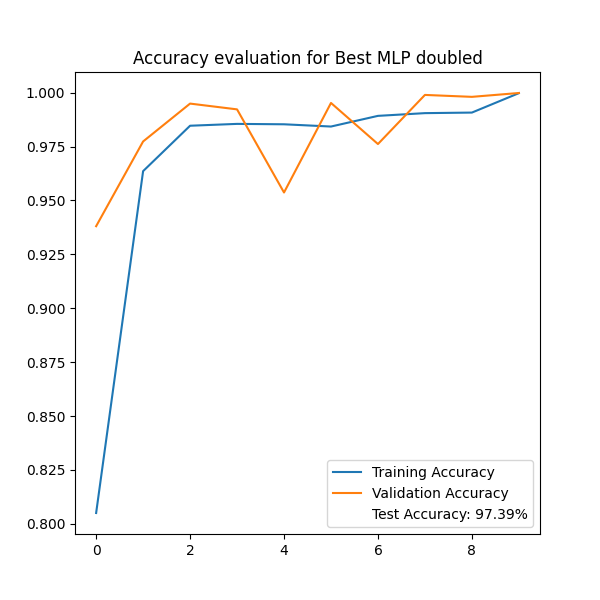 Accuracy evaluation for Best MLP doubled
1.000
0.975
0.950
0.925
0.900
0.875
0.850
0.825
0.800
Training Accuracy
Validation Accuracy
Test Accuracy: 97.39%
0 2 4 6 8